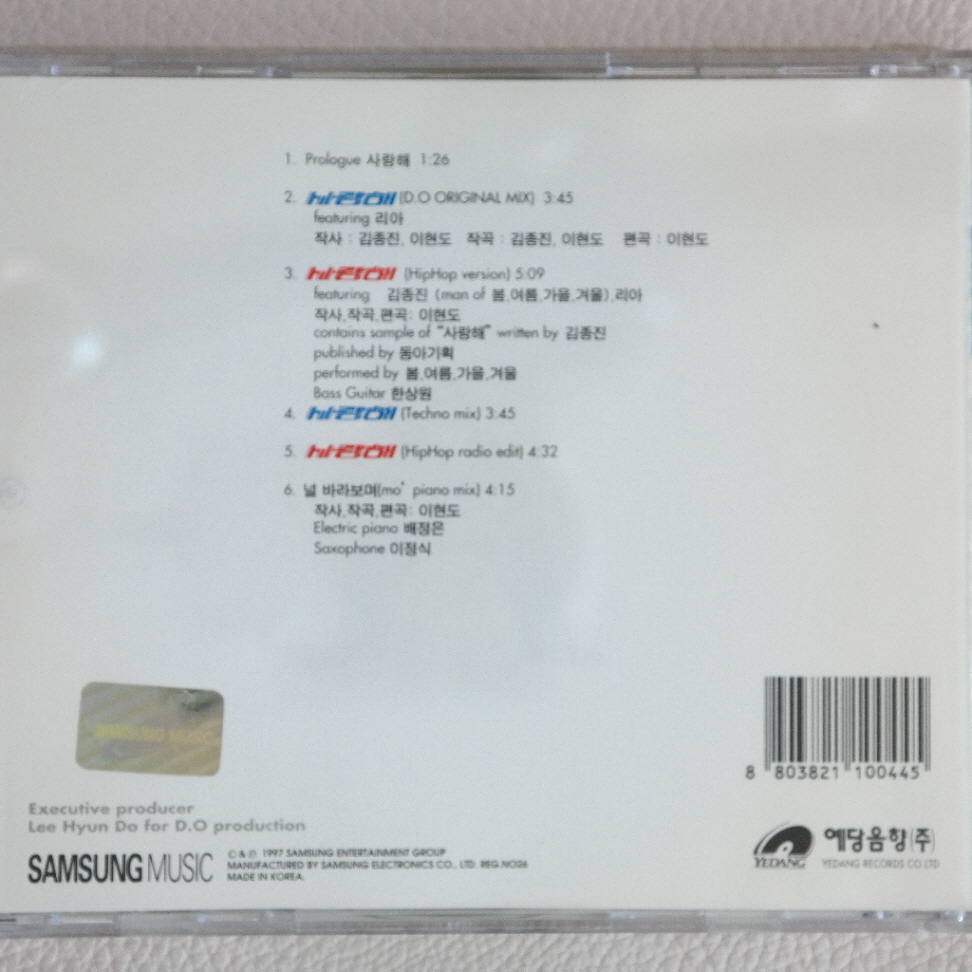 1. Prologue 사랑해 1:26
2. 사랑해 (D.O ORIGINAL MIX) 3:45
featuring 리아
작사 : 김종진, 이현도 작곡 : 김종진, 이현도 편곡 : 이현도
3. 사랑해 (HipHop version) 5:09
featuring 김종진 (man of 봄,여름,가을,겨울),리아
작사,작곡,편곡: 이현도
contains sample of "사랑해" written by 김종진
published by 동아기획
performed by 봄,여름,가을,겨울
Bass Guitar 한상원
4. 사랑해 (Techno mix) 3:45
5. 사랑해 (HipHop radio edit) 4:32
6. 널 바라보며(mo' piano mix) 4:15
작사,작곡,편곡: 이현도
Electric piano 배정은
Saxophone 이정식
SAMSUNG MUSIC
8 803821 100445
Executive producer
Lee Hyun Do for D.O production
SAMSUNG MUSIC
© & ℗ 1997 SAMSUNG ENTERTAINMENT GROUP
MANUFACTURED BY SAMSUNG ELECTRONICS CO., LTD. REG.NO26
MADE IN KOREA.
YEDANG
예당음향(주)
YEDANG RECORDS CO LTD